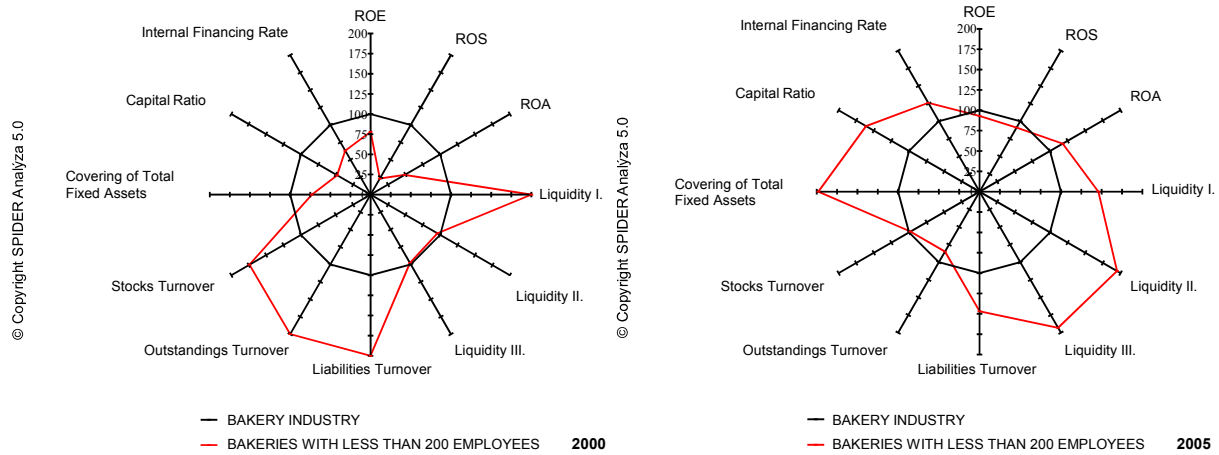 ROE
200
175
150
125
100
75
50
25
ROS
ROA
Liquidity I.
Liquidity II.
Liquidity III.
Liabilities Turnover
Outstandings Turnover
Stocks Turnover
Covering of Total
Fixed Assets
Capital Ratio
Internal Financing Rate
© Copyright SPIDER Analýza 5.0
BAKERY INDUSTRY
BAKERIES WITH LESS THAN 200 EMPLOYEES 2000
ROE
200
175
150
125
100
75
50
25
ROS
ROA
Liquidity I.
Liquidity II.
Liquidity III.
Liabilities Turnover
Outstandings Turnover
Stocks Turnover
Covering of Total
Fixed Assets
Capital Ratio
Internal Financing Rate
© Copyright SPIDER Analýza 5.0
BAKERY INDUSTRY
BAKERIES WITH LESS THAN 200 EMPLOYEES 2005